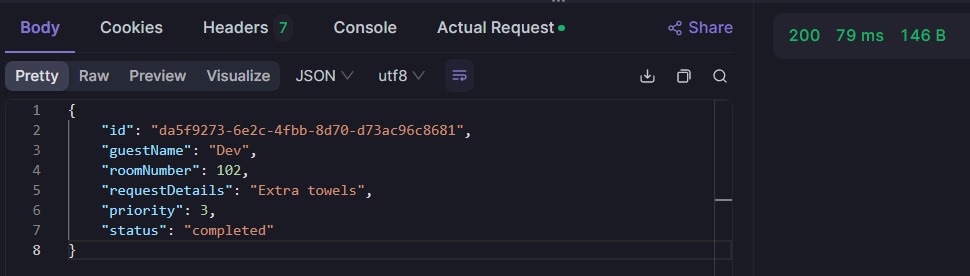 Body Cookies Headers 7 Console Actual Request Share
200 79 ms 146 B
Pretty Raw Preview Visualize JSON utf8
1 {
2 "id": "da5f9273-6e2c-4fbb-8d70-d73ac96c8681",
3 "guestName": "Dev",
4 "roomNumber": 102,
5 "requestDetails": "Extra towels",
6 "priority": 3,
7 "status": "completed"
8 }